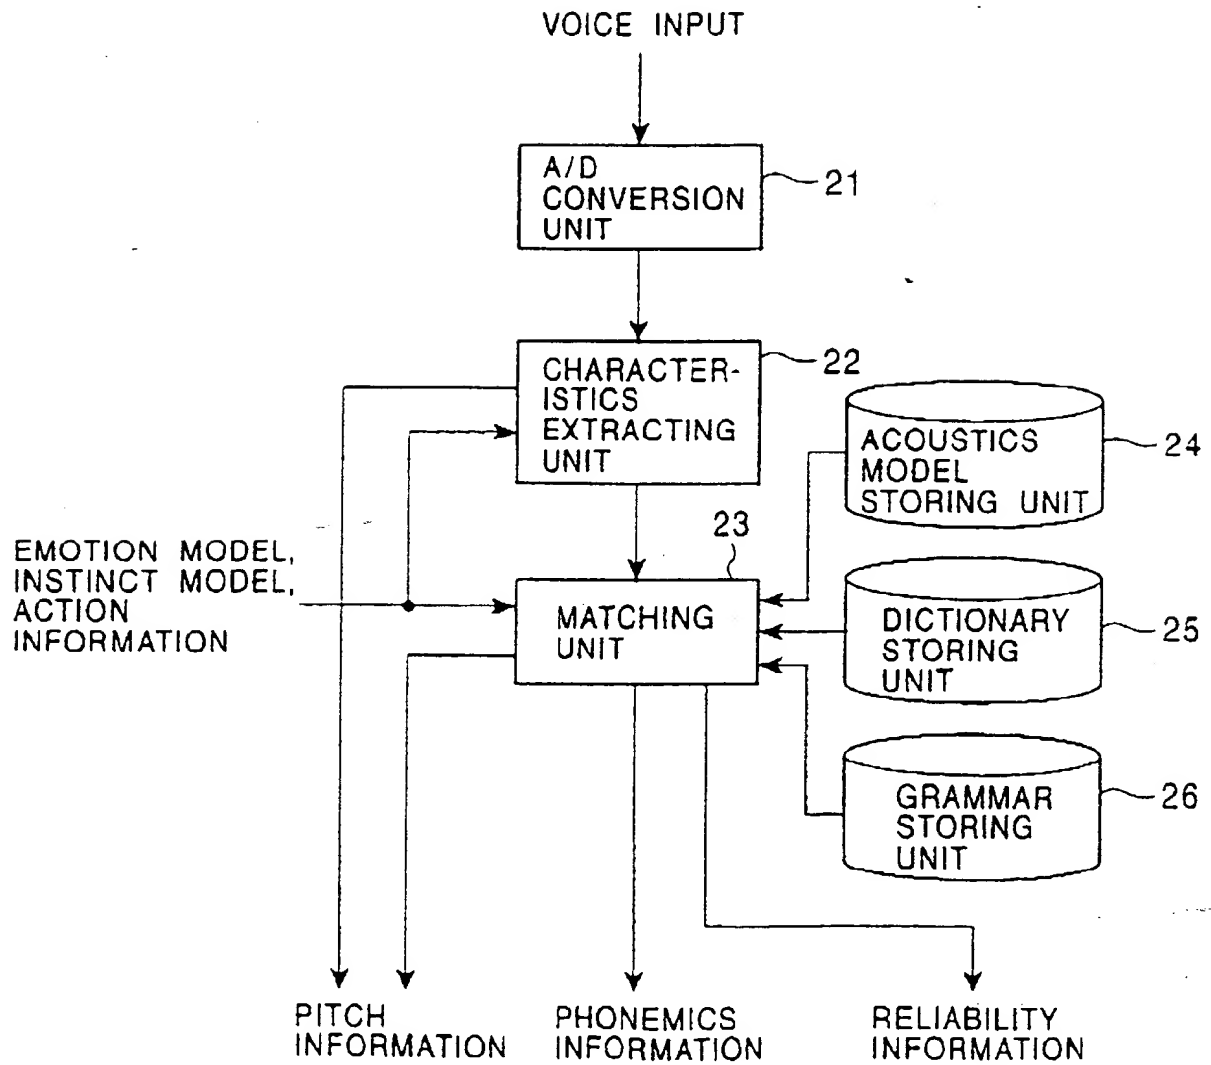 VOICE INPUT
A/D
CONVERSION
UNIT
21
CHARACTER-
ISTICS
EXTRACTING
UNIT
22
ACOUSTICS
MODEL
STORING UNIT
24
23
EMOTION MODEL,
INSTINCT MODEL,
ACTION
INFORMATION
MATCHING
UNIT
DICTIONARY
STORING
UNIT
25
GRAMMAR
STORING
UNIT
26
PITCH
INFORMATION
PHONEMICS
INFORMATION
RELIABILITY
INFORMATION